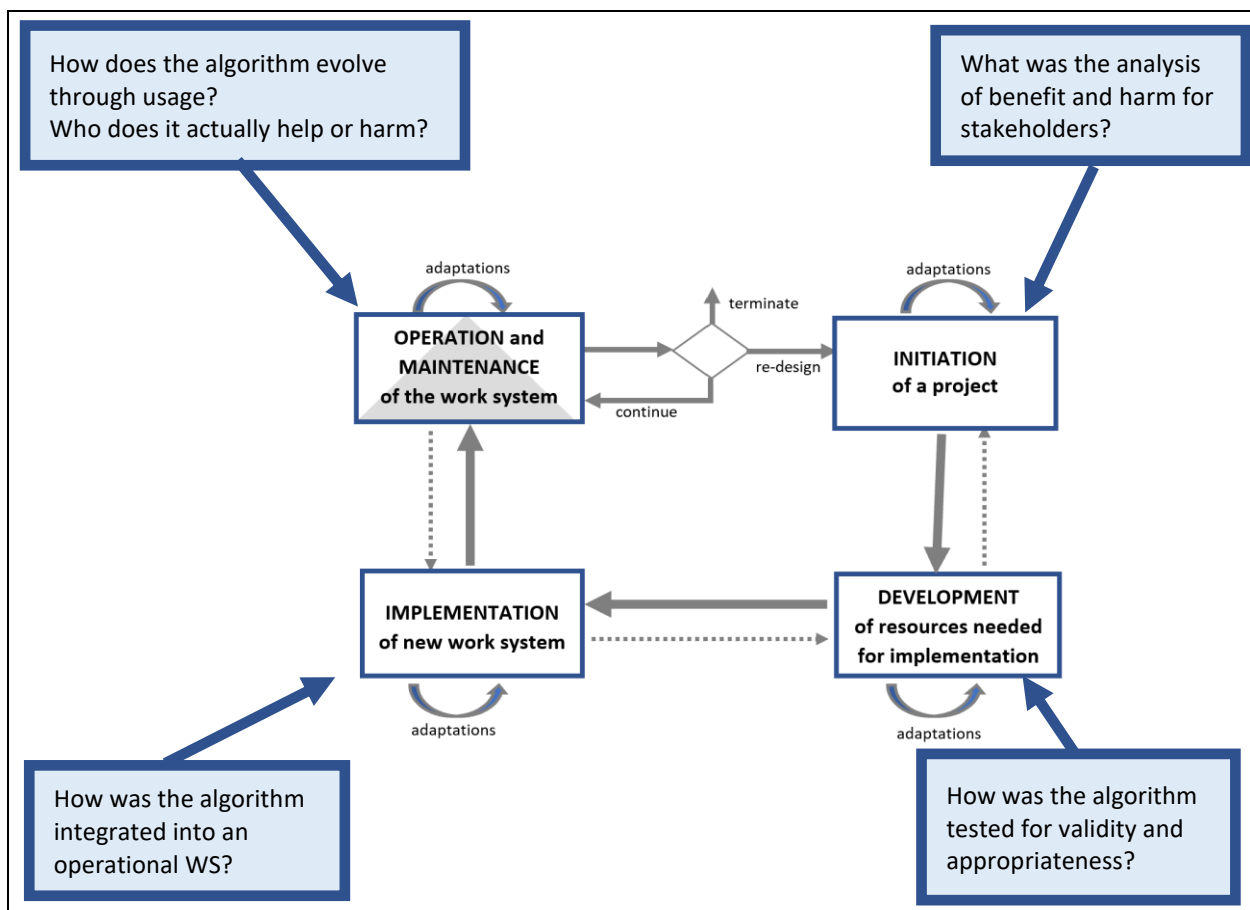 How does the algorithm evolve
through usage?
Who does it actually help or harm?
What was the analysis
of benefit and harm for
stakeholders?
adaptations
adaptations
terminate
OPERATION and
MAINTENANCE
of the work system
re-design
continue
INITIATION
of a project
IMPLEMENTATION
of new work system
DEVELOPMENT
of resources needed
for implementation
adaptations
adaptations
How was the algorithm
integrated into an
operational WS?
How was the algorithm
tested for validity and
appropriateness?